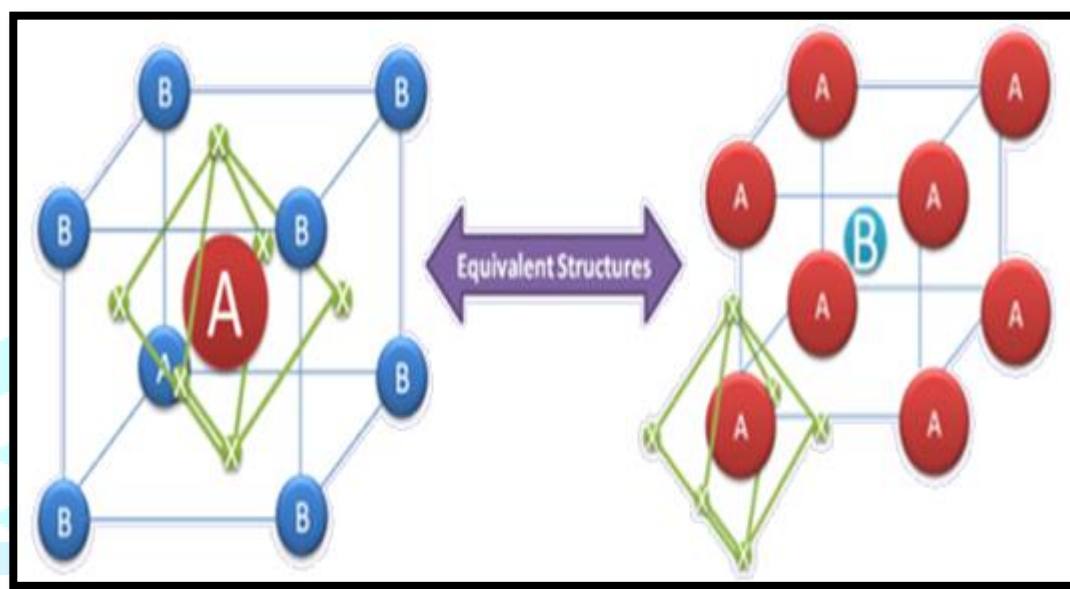 B B A A
X
B B X A A
Equivalent Structures B
A
X X
A A
X
A B
X A X
X X
A
X
B B
X